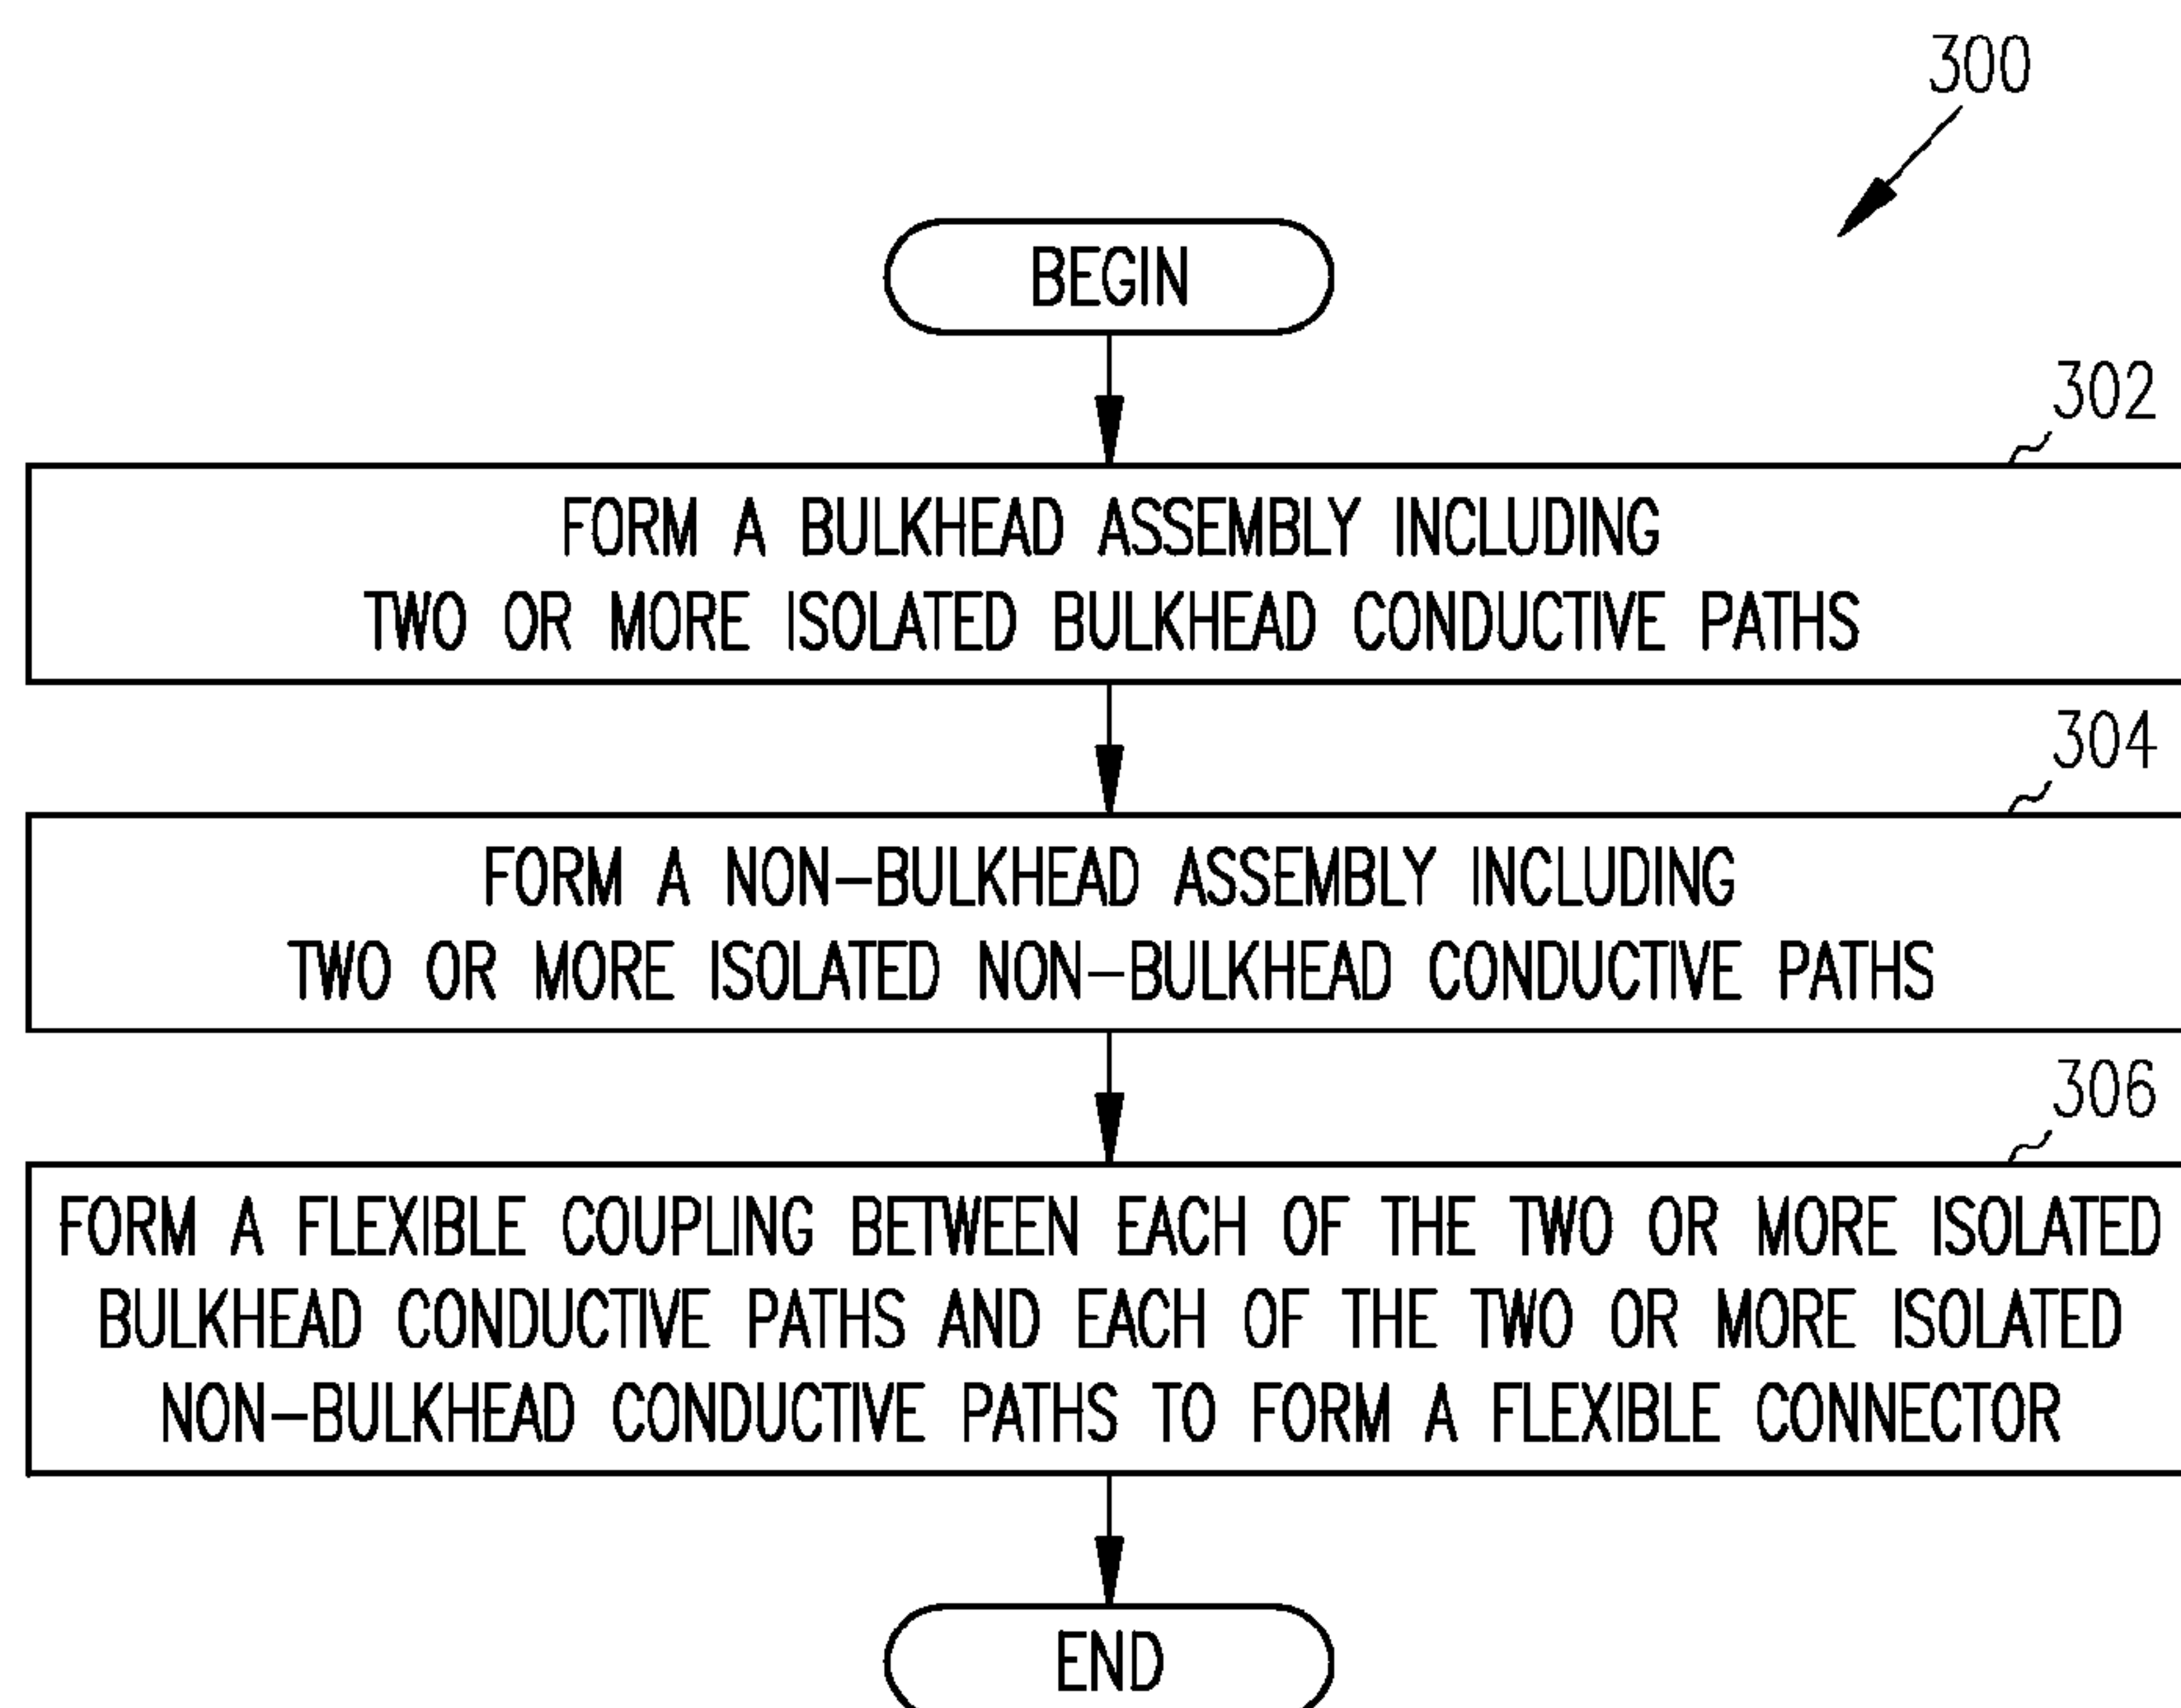 300
BEGIN
302
FORM A BULKHEAD ASSEMBLY INCLUDING
TWO OR MORE ISOLATED BULKHEAD CONDUCTIVE PATHS
304
FORM A NON-BULKHEAD ASSEMBLY INCLUDING
TWO OR MORE ISOLATED NON-BULKHEAD CONDUCTIVE PATHS
306
FORM A FLEXIBLE COUPLING BETWEEN EACH OF THE TWO OR MORE ISOLATED
BULKHEAD CONDUCTIVE PATHS AND EACH OF THE TWO OR MORE ISOLATED
NON-BULKHEAD CONDUCTIVE PATHS TO FORM A FLEXIBLE CONNECTOR
END